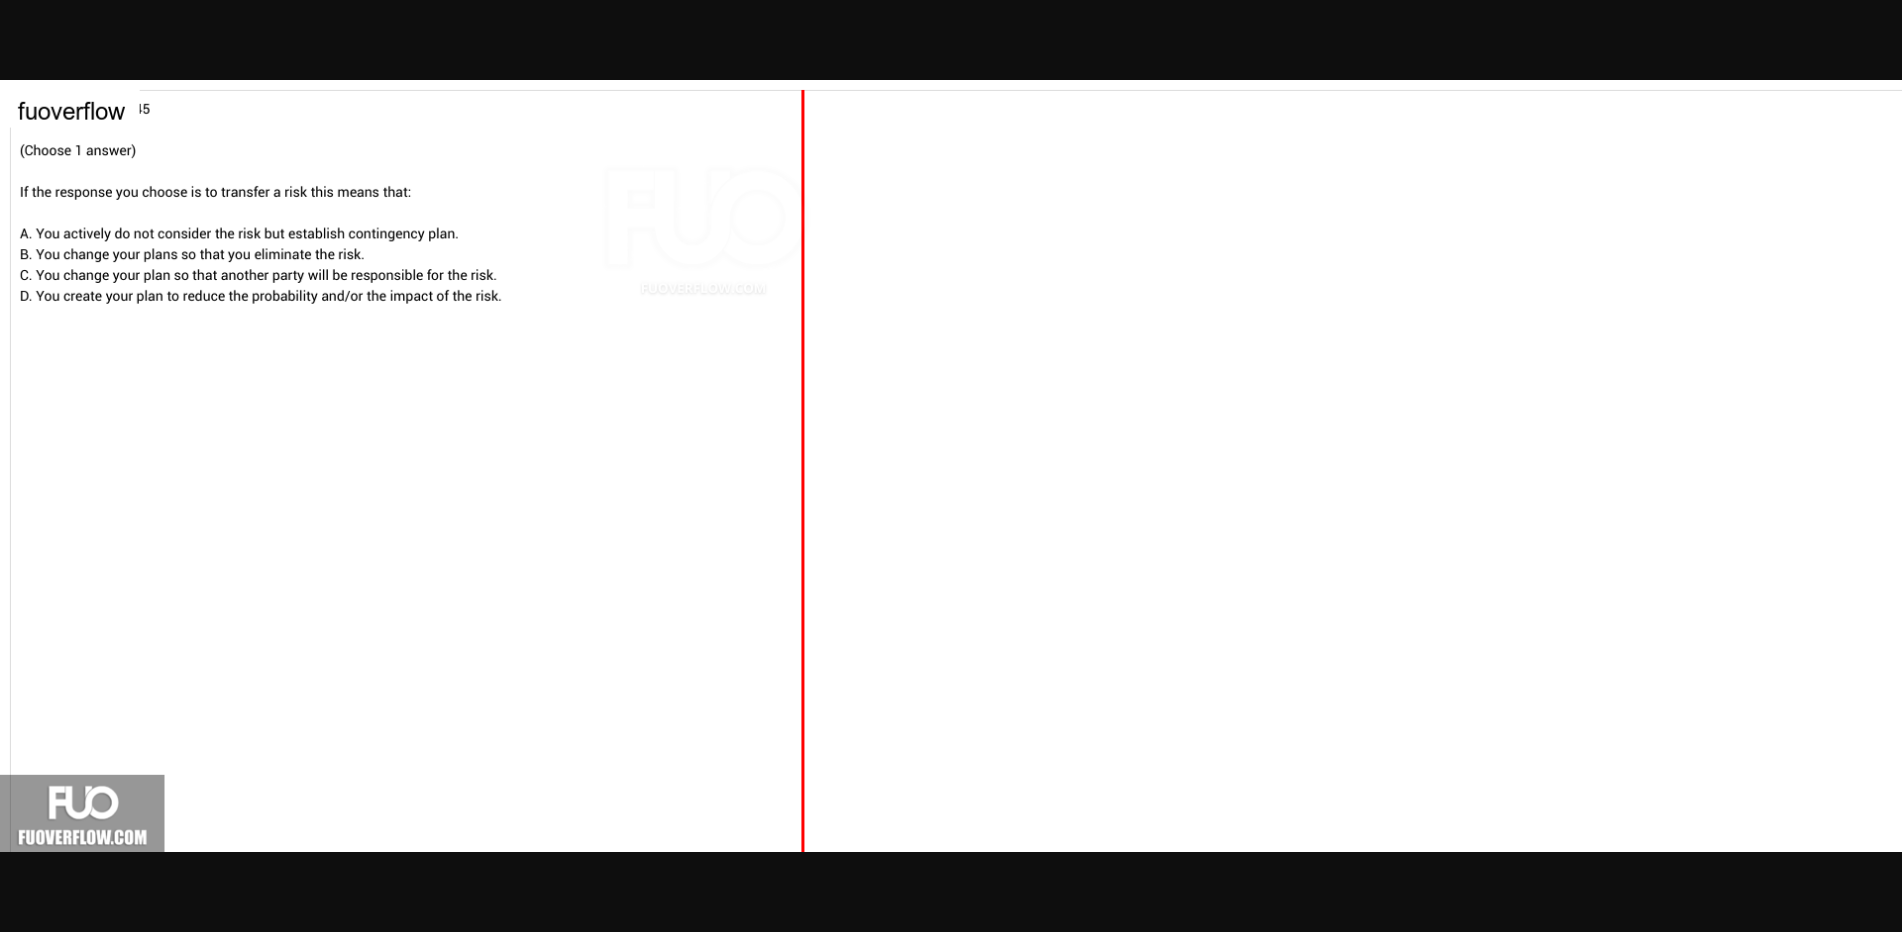 fuoverflow 45
(Choose 1 answer)
If the response you choose is to transfer a risk this means that:
A. You actively do not consider the risk but establish contingency plan.
B. You change your plans so that you eliminate the risk.
C. You change your plan so that another party will be responsible for the risk.
D. You create your plan to reduce the probability and/or the impact of the risk.
FUO
FUOVERFLOW.COM
FUO
FUOVERFLOW.COM